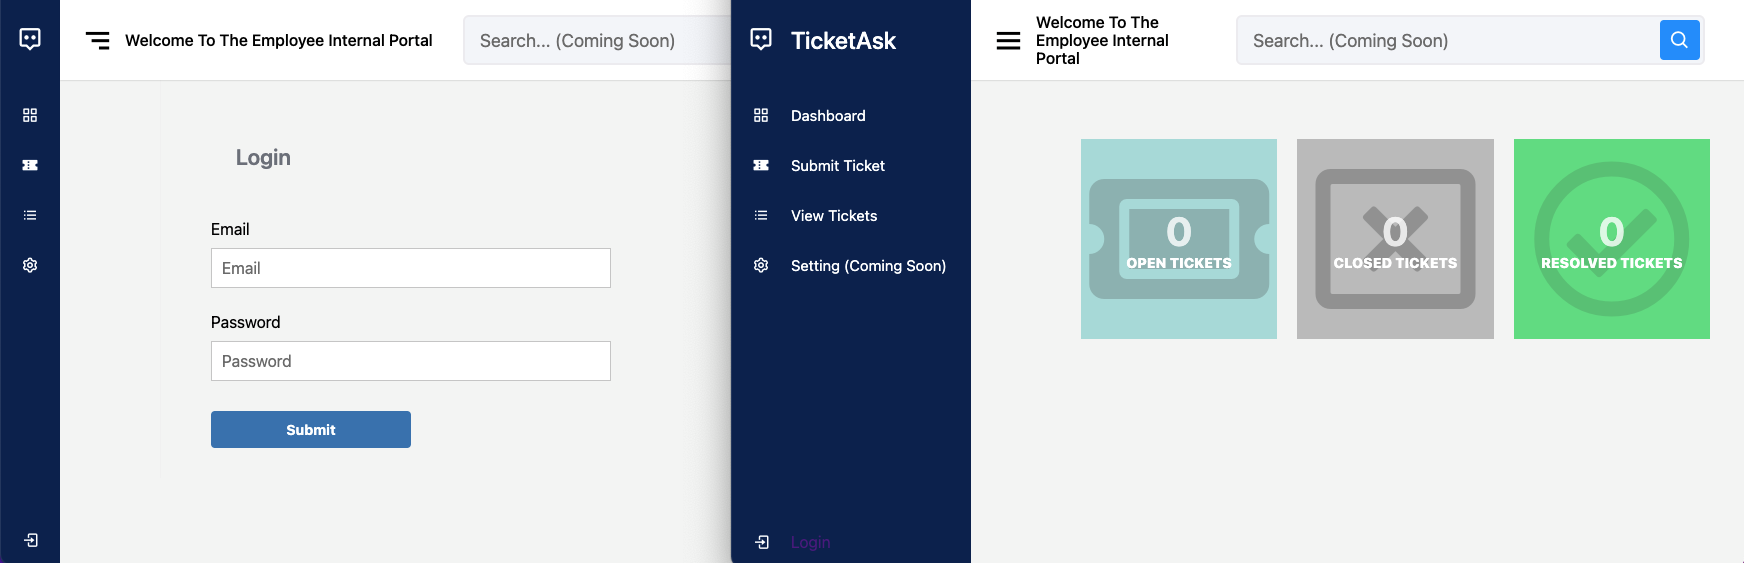 Welcome To The Employee Internal Portal
Search... (Coming Soon)
Login
Email
Email
Password
Password
Submit
TicketAsk
Dashboard
Submit Ticket
View Tickets
Setting (Coming Soon)
Login
Welcome To The
Employee Internal
Portal
Search... (Coming Soon)
0
OPEN TICKETS
0
CLOSED TICKETS
0
RESOLVED TICKETS